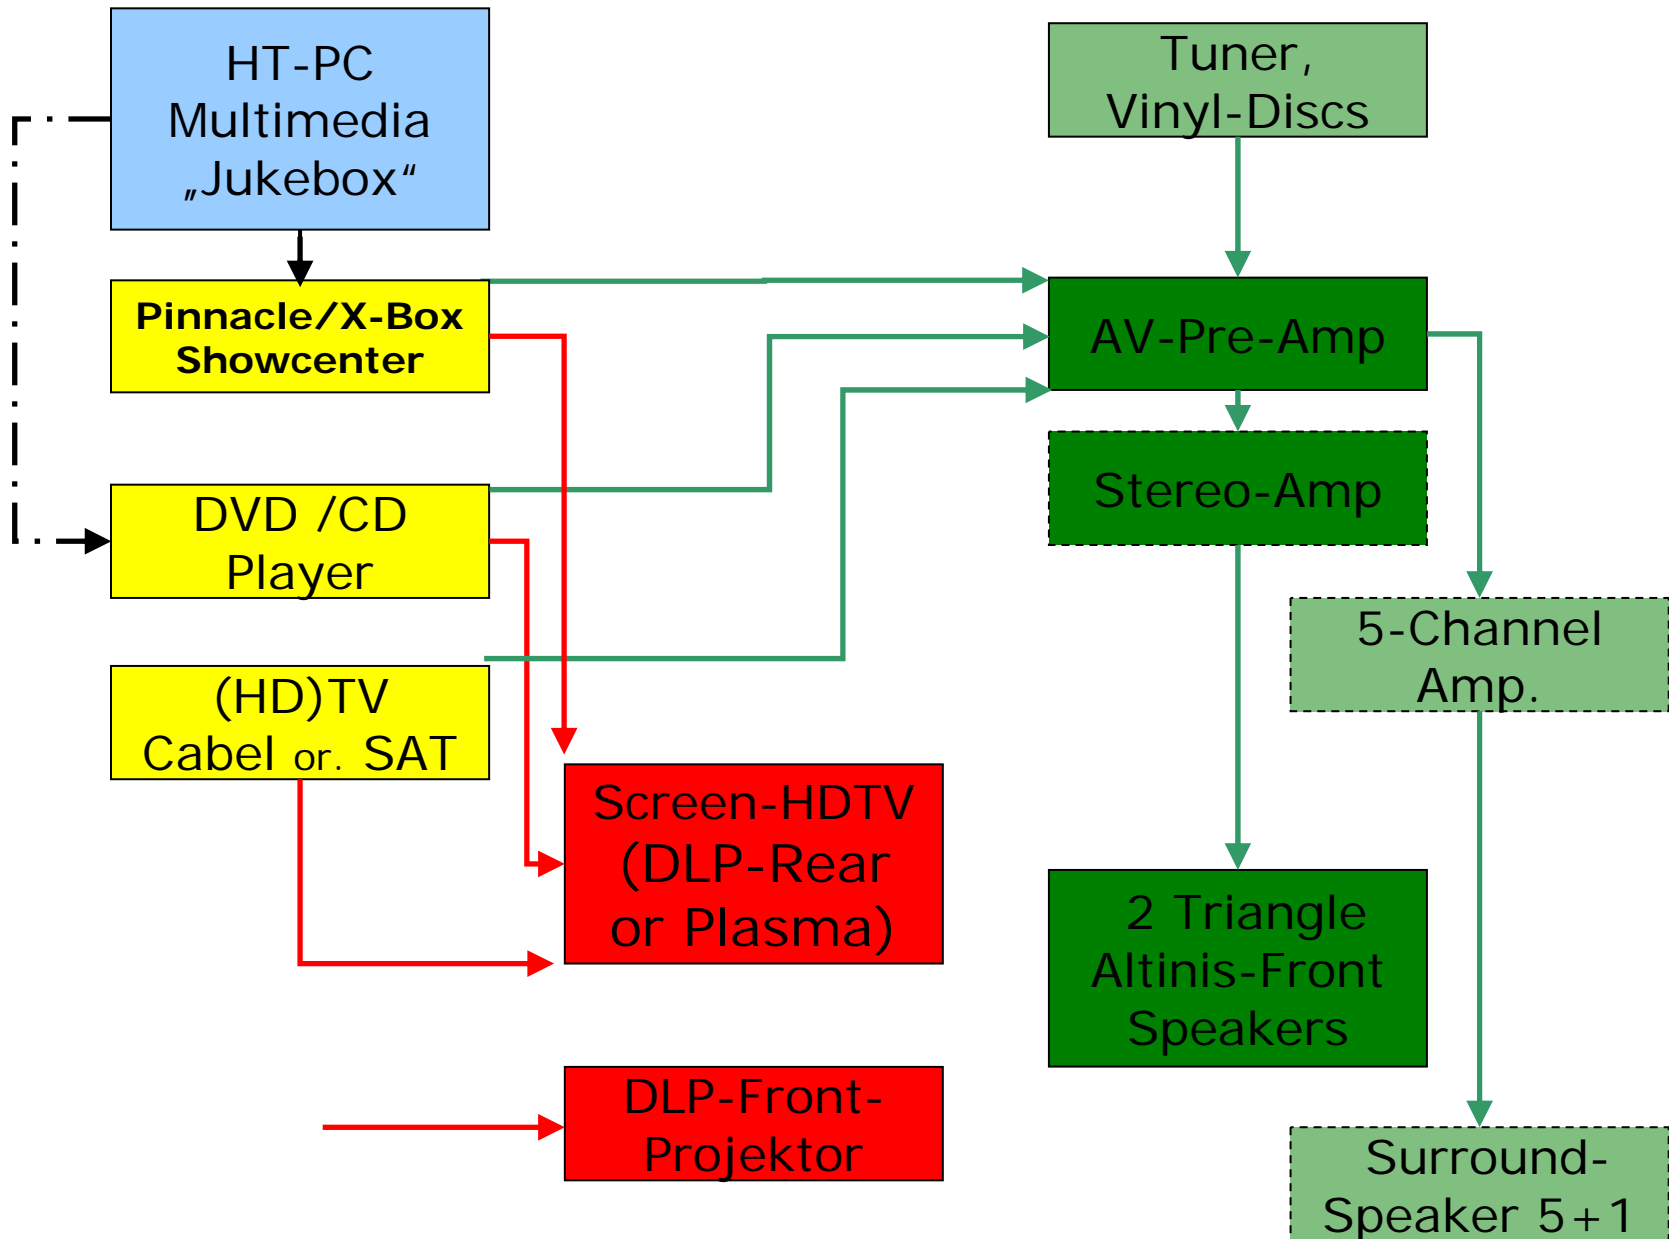 HT-PC
Multimedia
„Jukebox“
Tuner,
Vinyl-Discs
Pinnacle/X-Box
Showcenter
AV-Pre-Amp
DVD /CD
Player
Stereo-Amp
5-Channel
Amp.
(HD)TV
Cabel or. SAT
Screen-HDTV
(DLP-Rear
or Plasma)
2 Triangle
Altinis-Front
Speakers
DLP-Front-
Projektor
Surround-
Speaker 5+1